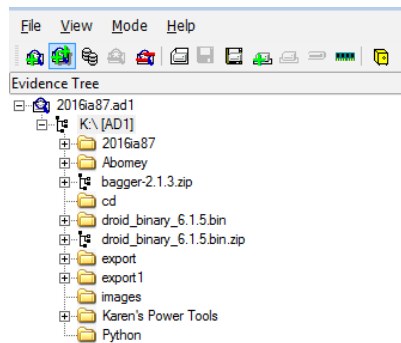 File View Mode Help
Evidence Tree
2016ia87.ad1
K:\ [AD1]
2016ia87
Abomey
bagger-2.1.3.zip
cd
droid_binary_6.1.5.bin
droid_binary_6.1.5.bin.zip
export
export1
images
Karen's Power Tools
Python